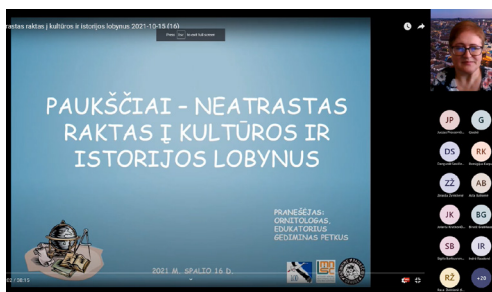 rastas raktas į kultūros ir istorijos lobynus 2021-10-15 (16)
PAUKŠČIAI - NEATRASTAS
RAKTAS Į KULTŪROS IR
ISTORIJOS LOBYNUS
PRANEŠĖJAS:
ORNITOLOGAS,
EDUKATORIUS
GEDIMINAS PETKUS
2021 M. SPALIO 16 D.
JP
G
DS
RK
ZŽ
AB
JK
BG
SB
IR
RŽ
+20